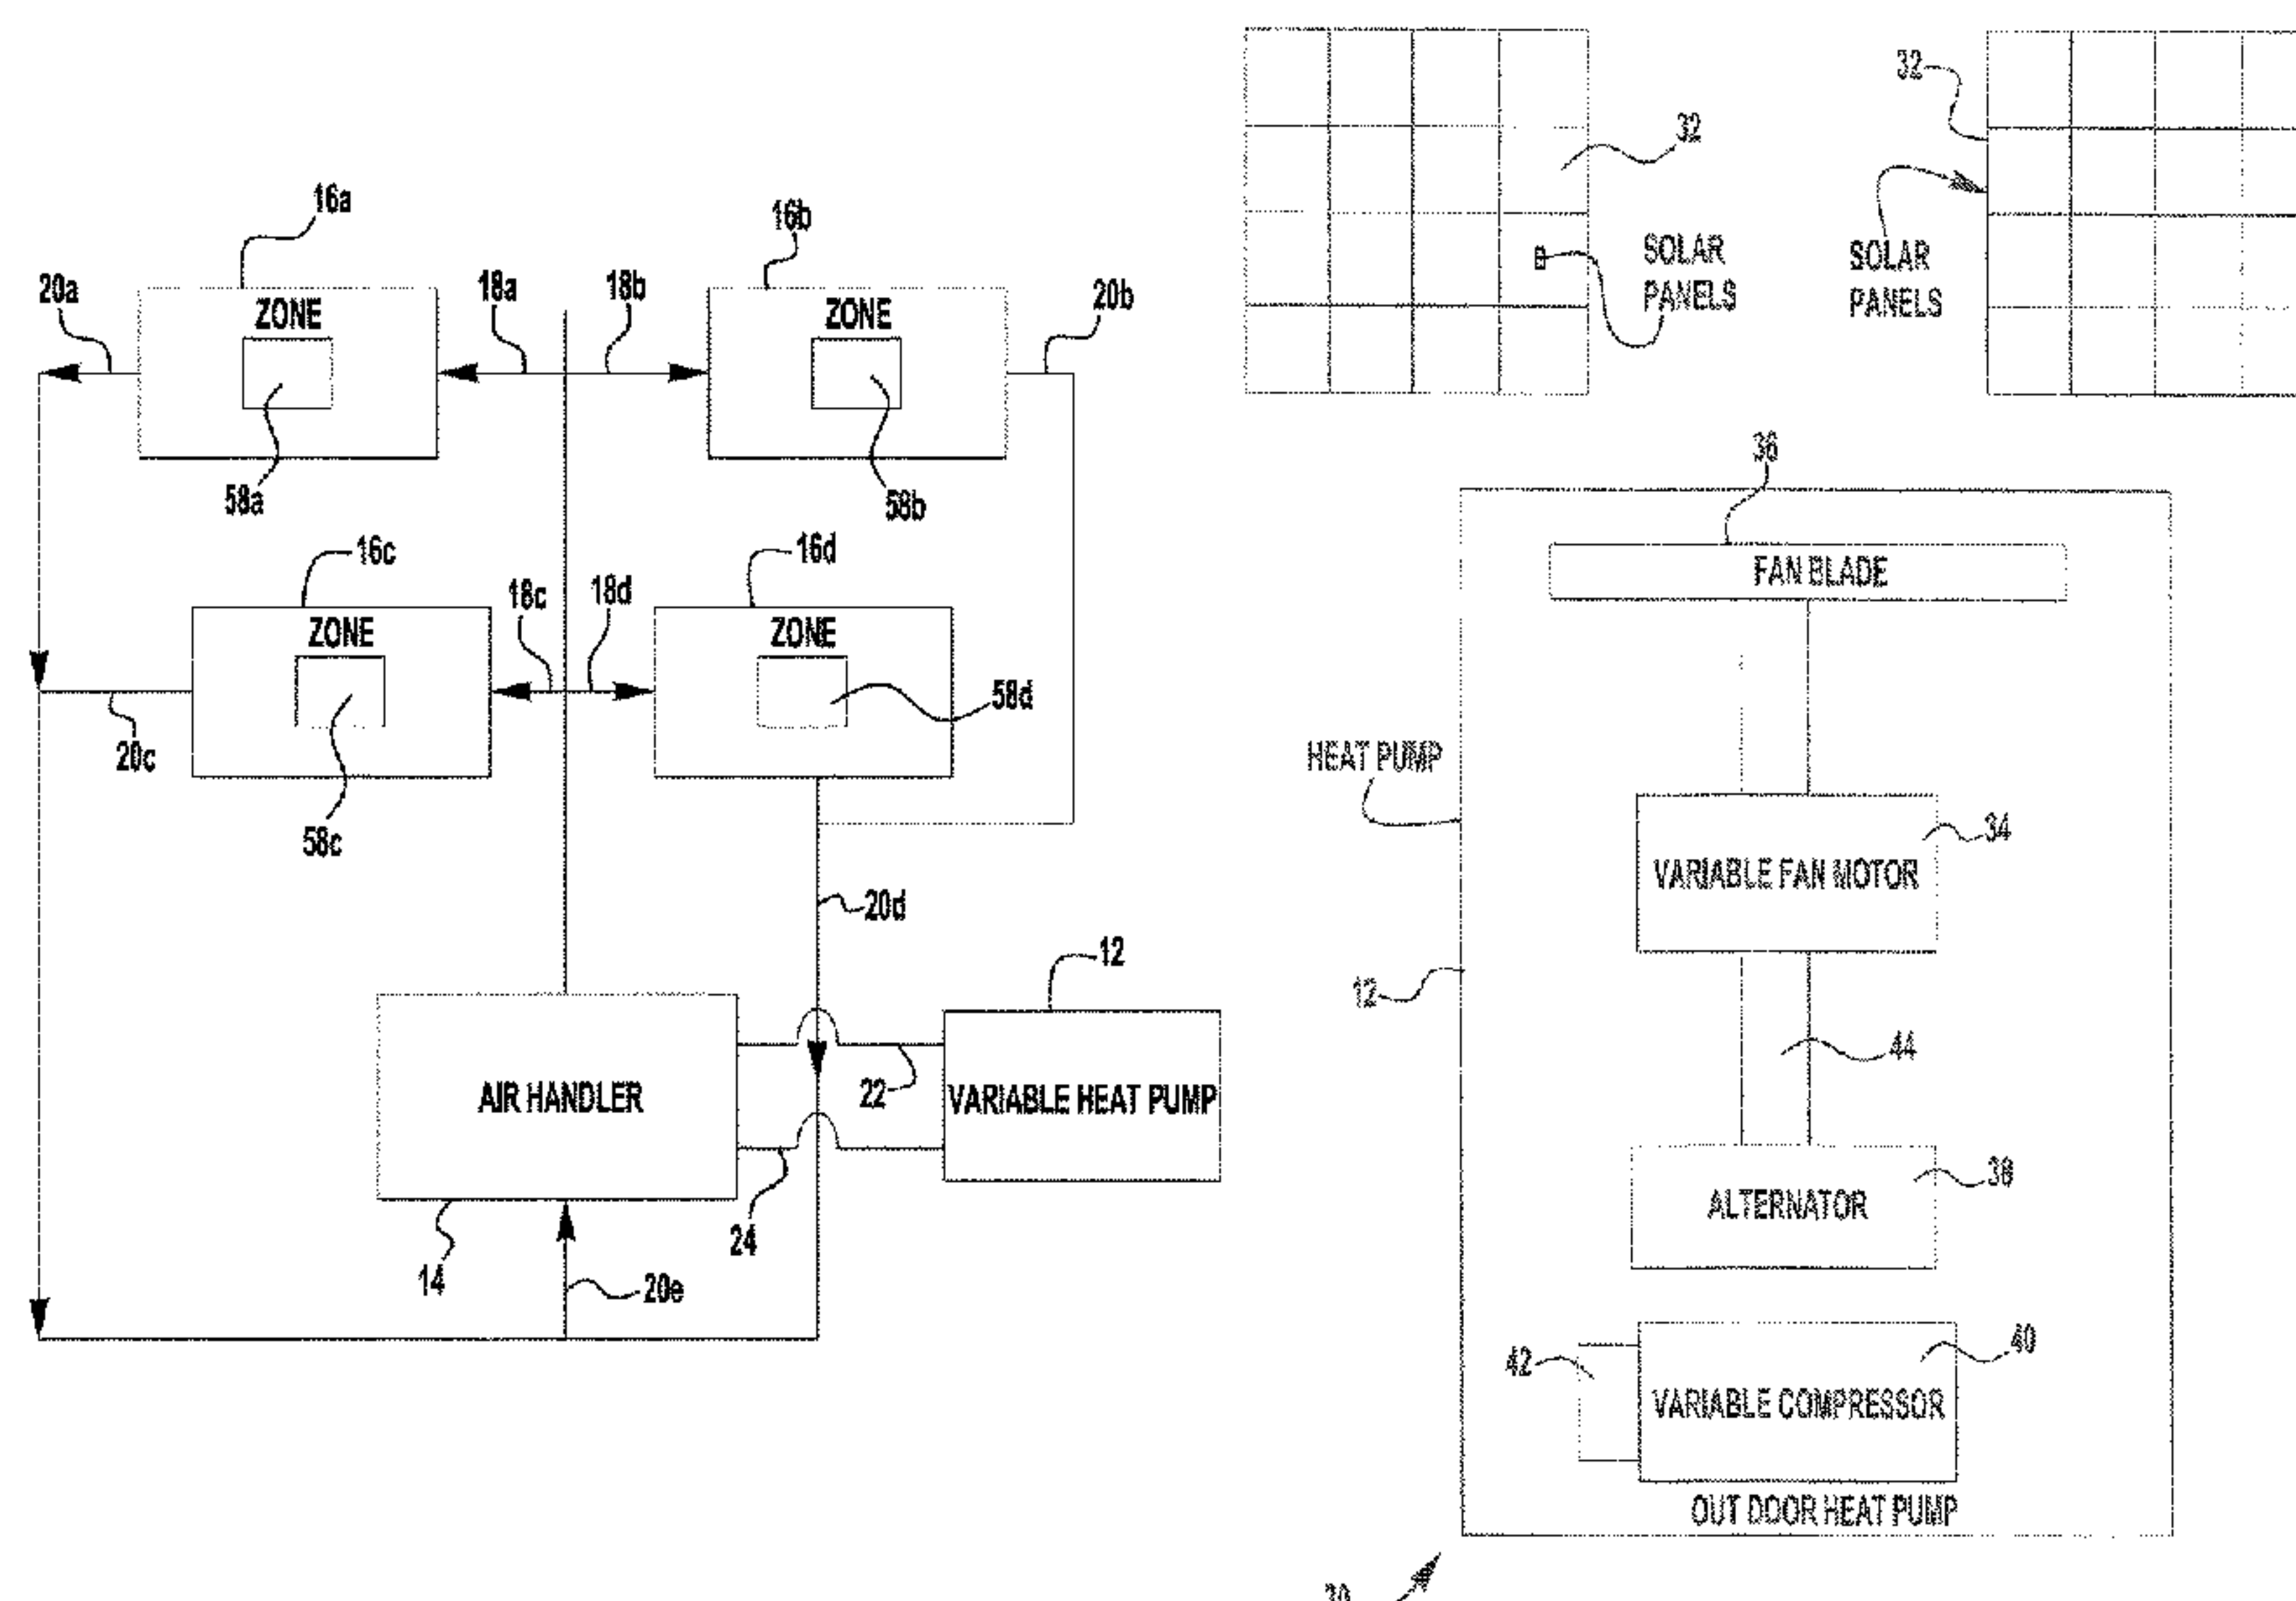 16a
16b
20a
18a
18b
20b
ZONE
ZONE
58a
58b
16c
16d
18c
18d
ZONE
ZONE
58d
20c
58c
20d
12
AIR HANDLER
22
VARIABLE HEAT PUMP
24
14
20e
32
32
SOLAR
PANELS
SOLAR
PANELS
36
FAN BLADE
HEAT PUMP
34
VARIABLE FAN MOTOR
12
44
38
ALTERNATOR
40
42
VARIABLE COMPRESSOR
OUT DOOR HEAT PUMP